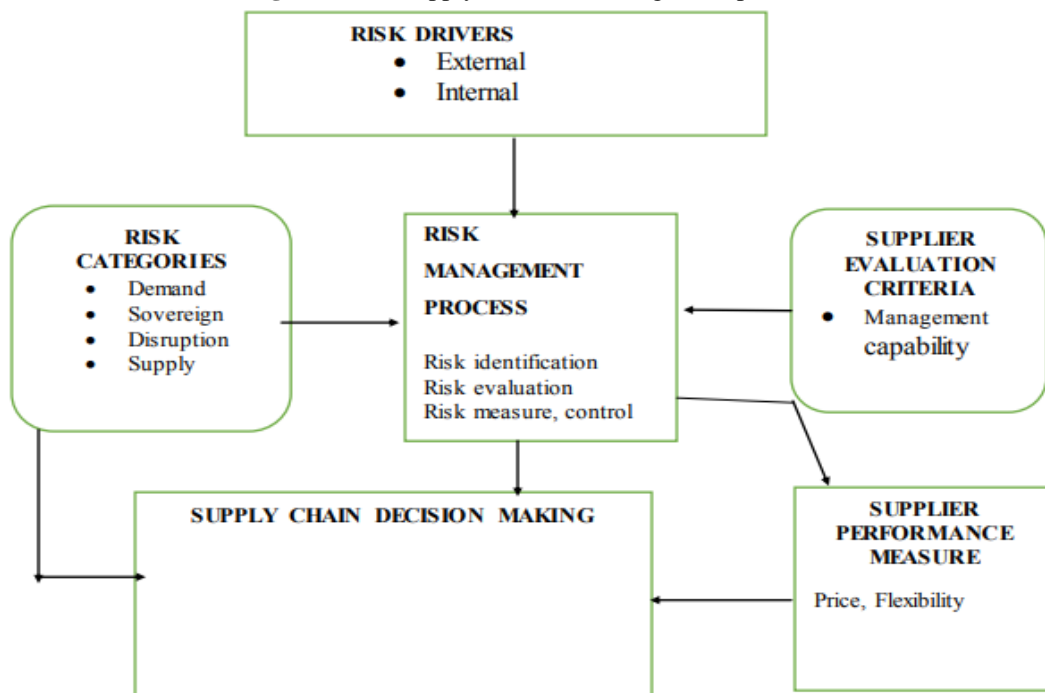 RISK DRIVERS
• External
• Internal
RISK
CATEGORIES
• Demand
• Sovereign
• Disruption
• Supply
RISK
MANAGEMENT
PROCESS
Risk identification
Risk evaluation
Risk measure, control
SUPPLIER
EVALUATION
CRITERIA
• Management
capability
SUPPLY CHAIN DECISION MAKING
SUPPLIER
PERFORMANCE
MEASURE
Price, Flexibility